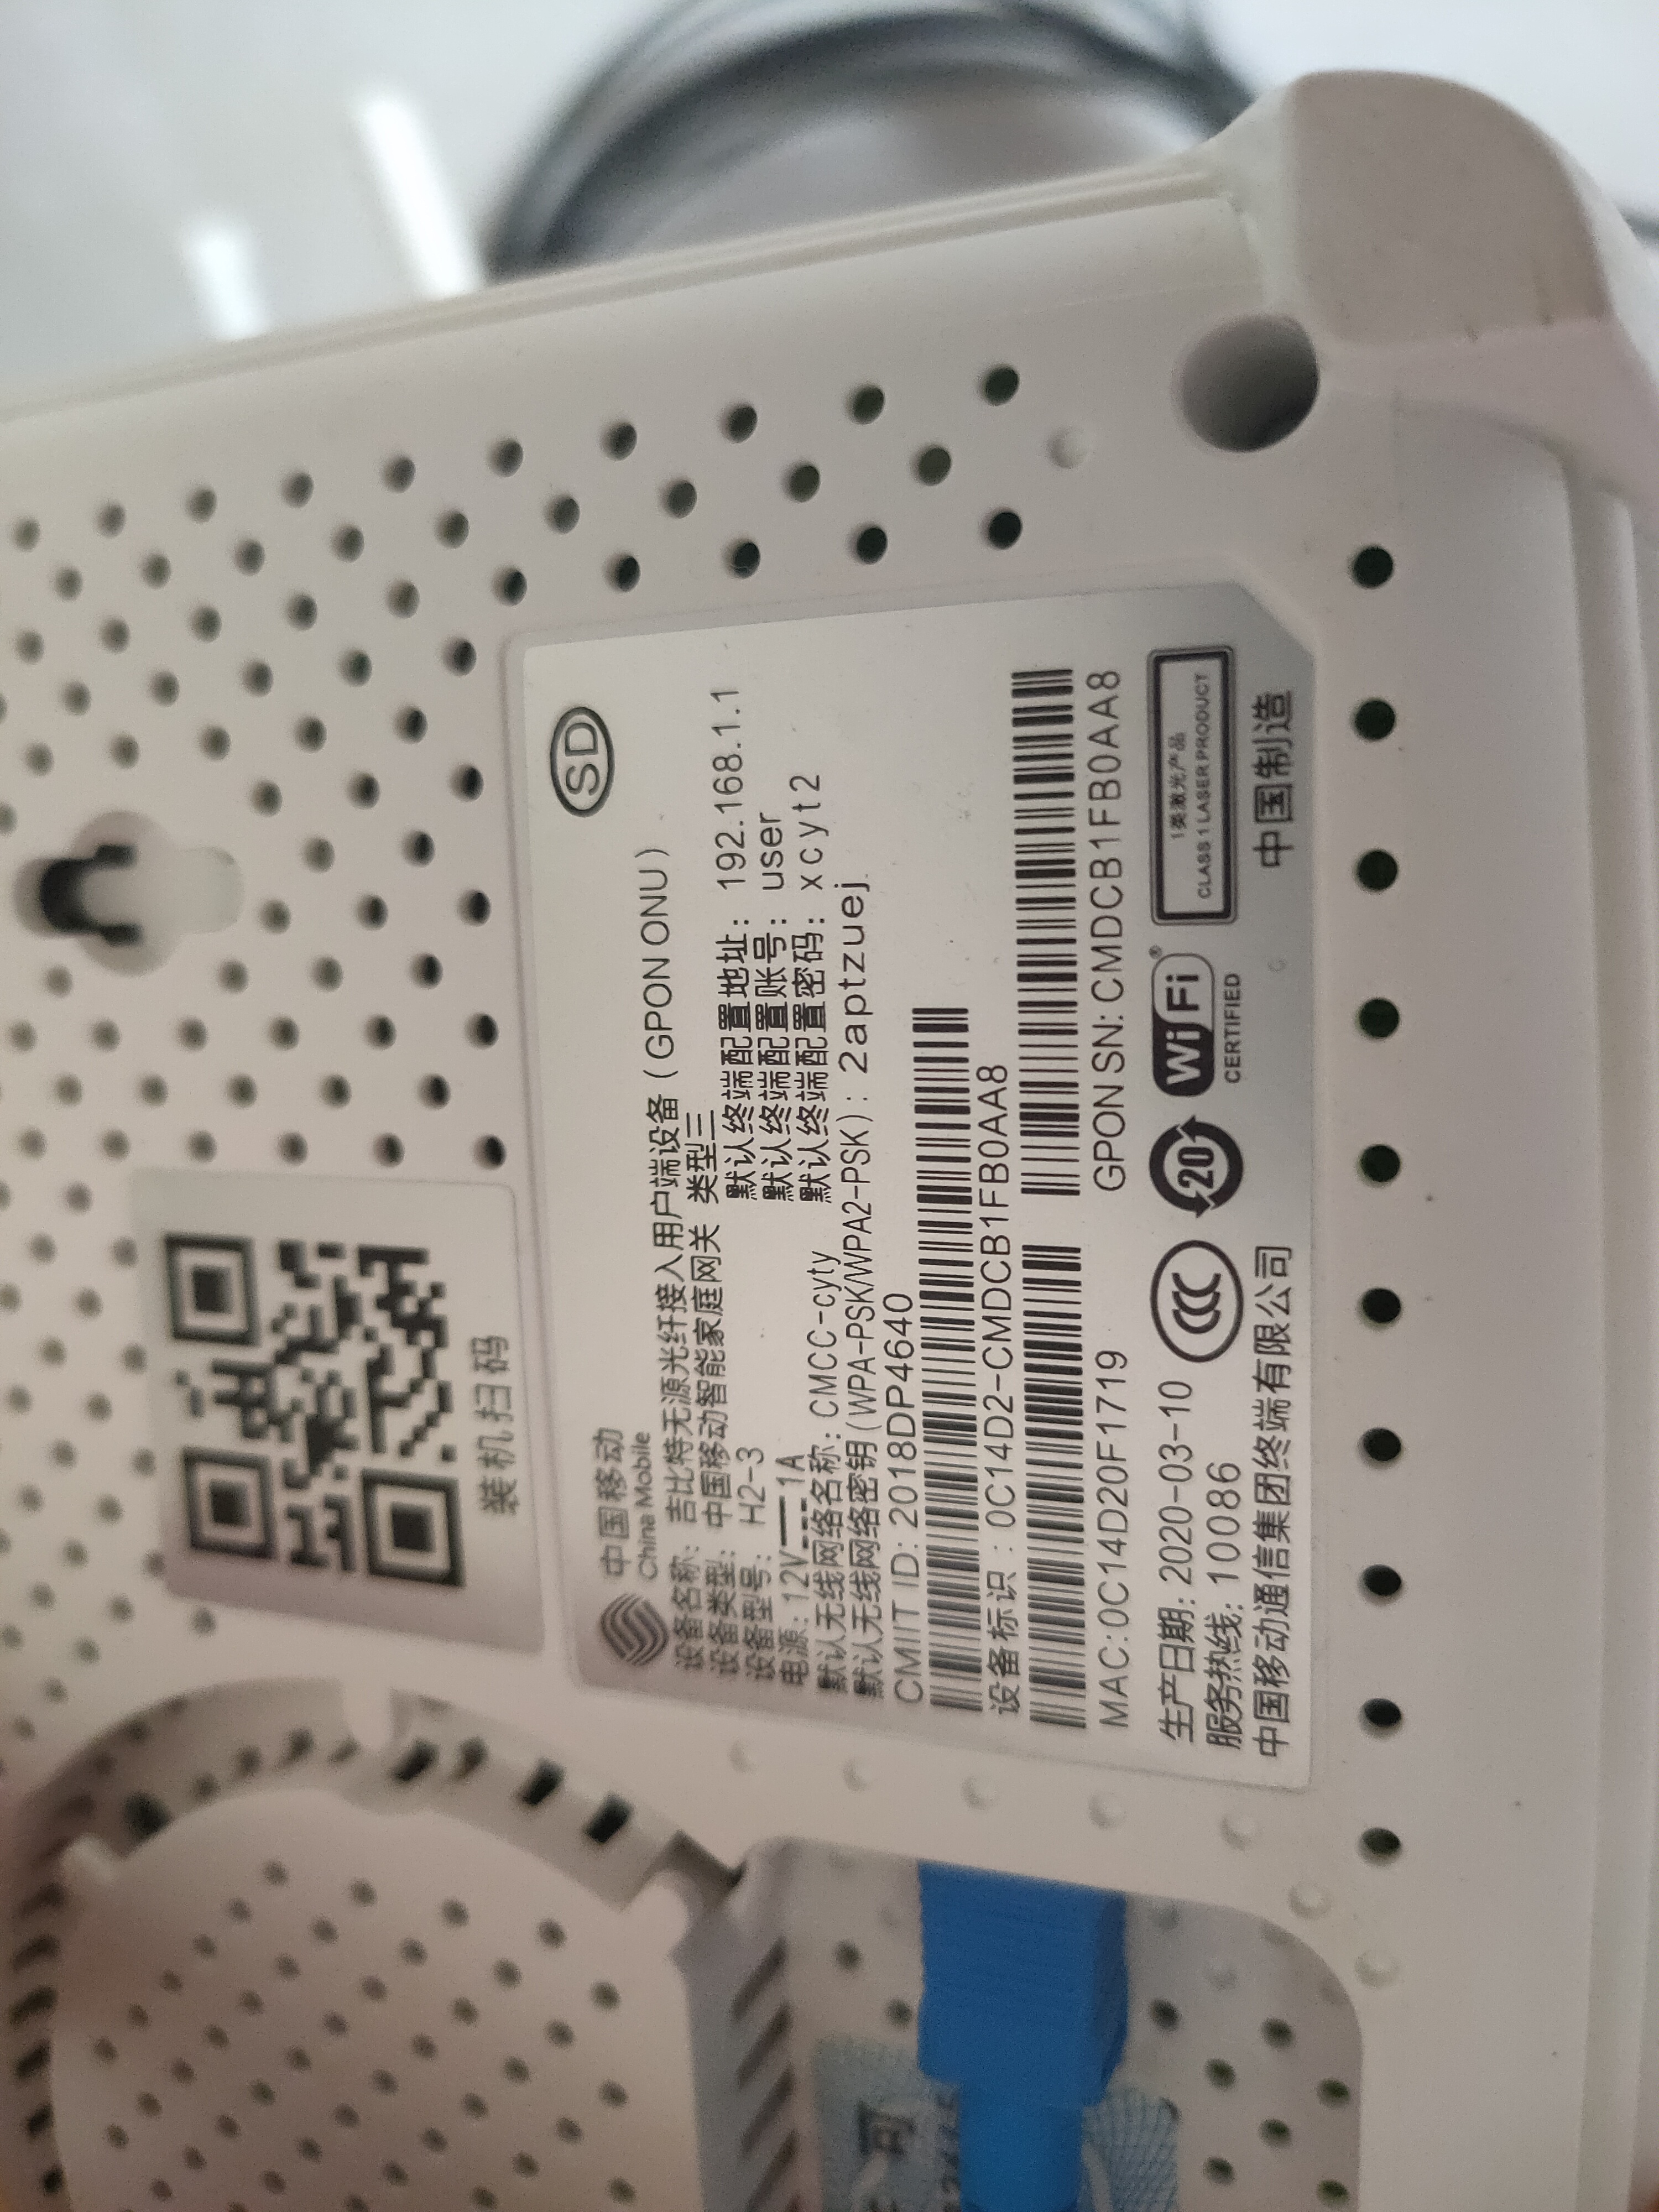 装机扫码
中国移动
China Mobile
SD
设备名称：吉比特无源光纤接入用户端设备（GPON ONU）
设备类型：中国移动智能家庭网关 类型三
设备型号：H2-3
默认终端配置地址：192.168.1.1
电源：12V 1A
默认终端配置账号：user
默认无线网络名称：CMCC-cyty
默认终端配置密码：xcyt2
默认无线网络密钥(WPA-PSK/WPA2-PSK)：2aptzuej
CMIIT ID: 2018DP4640
设备标识：0C14D2-CMDCB1FB0AA8
MAC:0C14D20F1719
GPON SN: CMDCB1FB0AA8
生产日期: 2020-03-10
服务热线: 10086
中国移动通信集团终端有限公司
CCC
20
WiFi®
CERTIFIED
1类激光产品
CLASS 1 LASER PRODUCT
中国制造
可